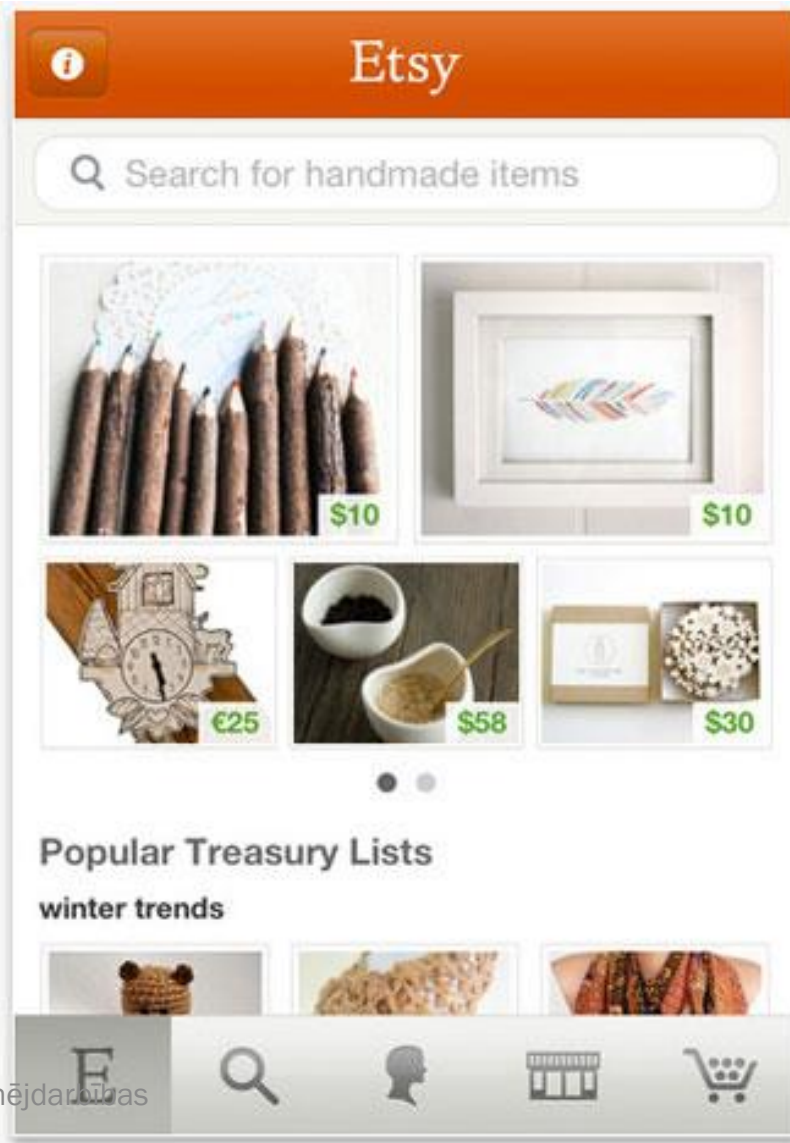 Etsy
Search for handmade items
$10
$10
€25
$58
$30
Popular Treasury Lists
winter trends
E